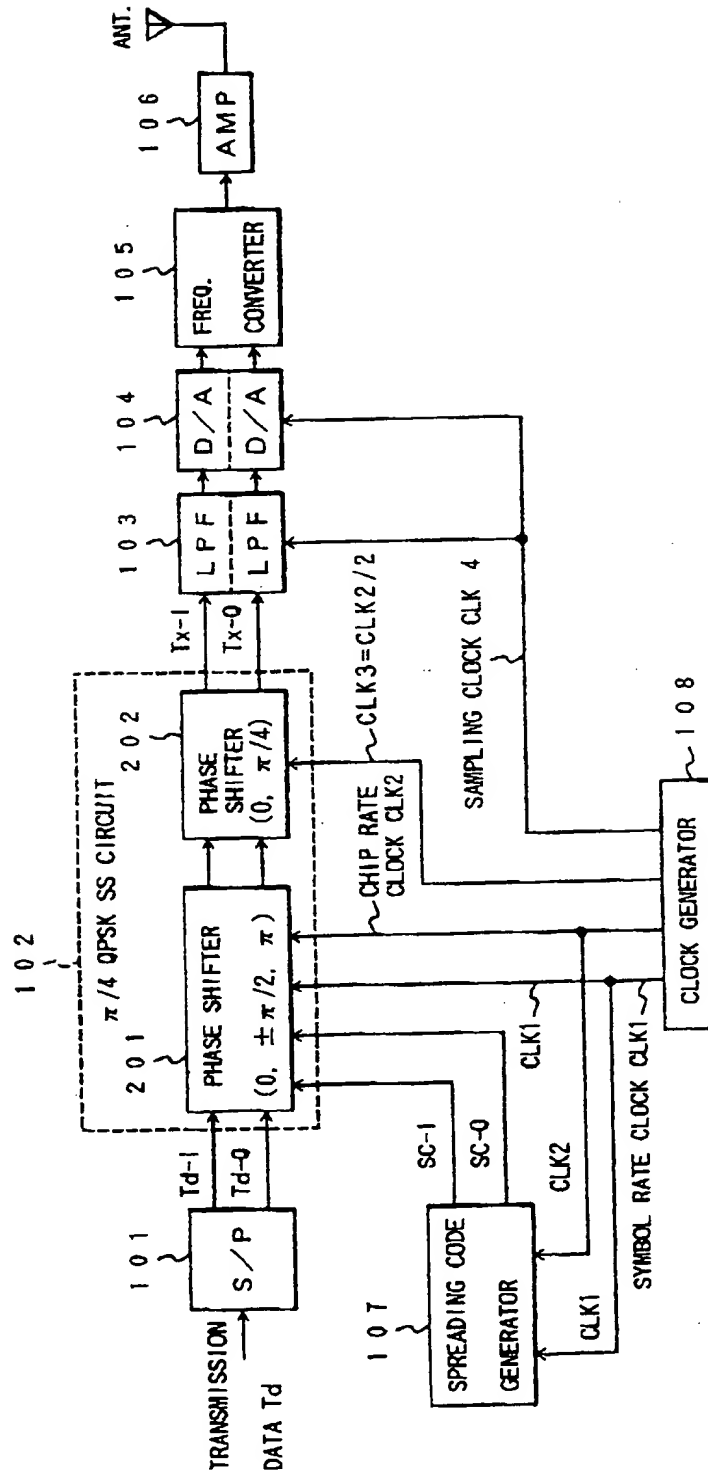 TRANSMISSION
DATA Td
101
S/P
Td-I
Td-Q
102
π/4 QPSK SS CIRCUIT
201
PHASE SHIFTER
(0, ±π/2, π)
202
PHASE
SHIFTER
(0, π/4)
Tx-I
Tx-Q
103
LPF
LPF
104
D/A
D/A
105
FREQ.
CONVERTER
106
AMP
ANT.
107
SPREADING CODE
GENERATOR
SC-I
SC-Q
CLK2
CLK1
CLK1
SYMBOL RATE CLOCK CLK1
CHIP RATE
CLOCK CLK2
CLK3=CLK2/2
SAMPLING CLOCK CLK 4
CLOCK GENERATOR
108